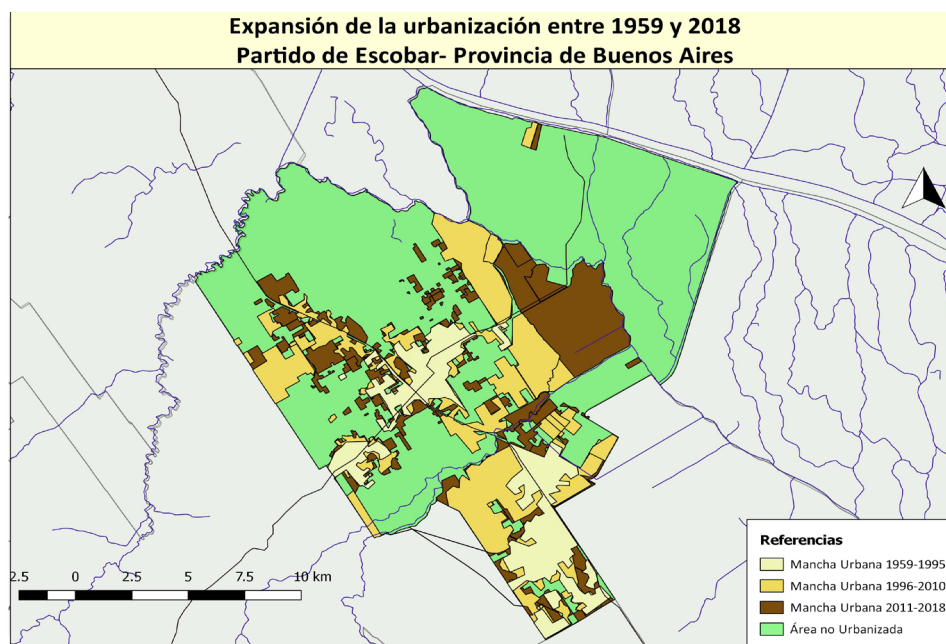 Expansión de la urbanización entre 1959 y 2018
Partido de Escobar- Provincia de Buenos Aires
2.5 0 2.5 5 7.5 10 km
Referencias
Mancha Urbana 1959-1995
Mancha Urbana 1996-2010
Mancha Urbana 2011-2018
Área no Urbanizada